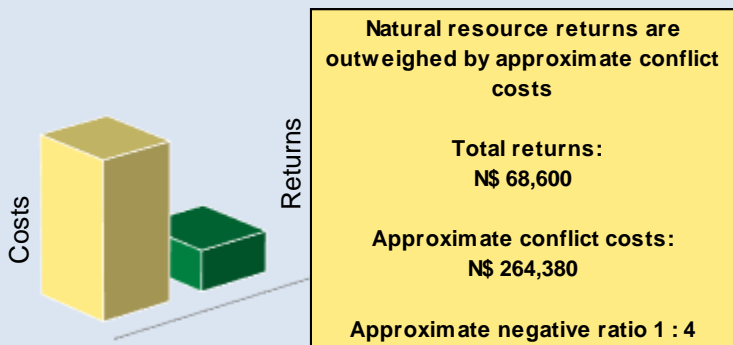 Costs
Returns
Natural resource returns are
outweighed by approximate conflict
costs
Total returns:
N$ 68,600
Approximate conflict costs:
N$ 264,380
Approximate negative ratio 1 : 4